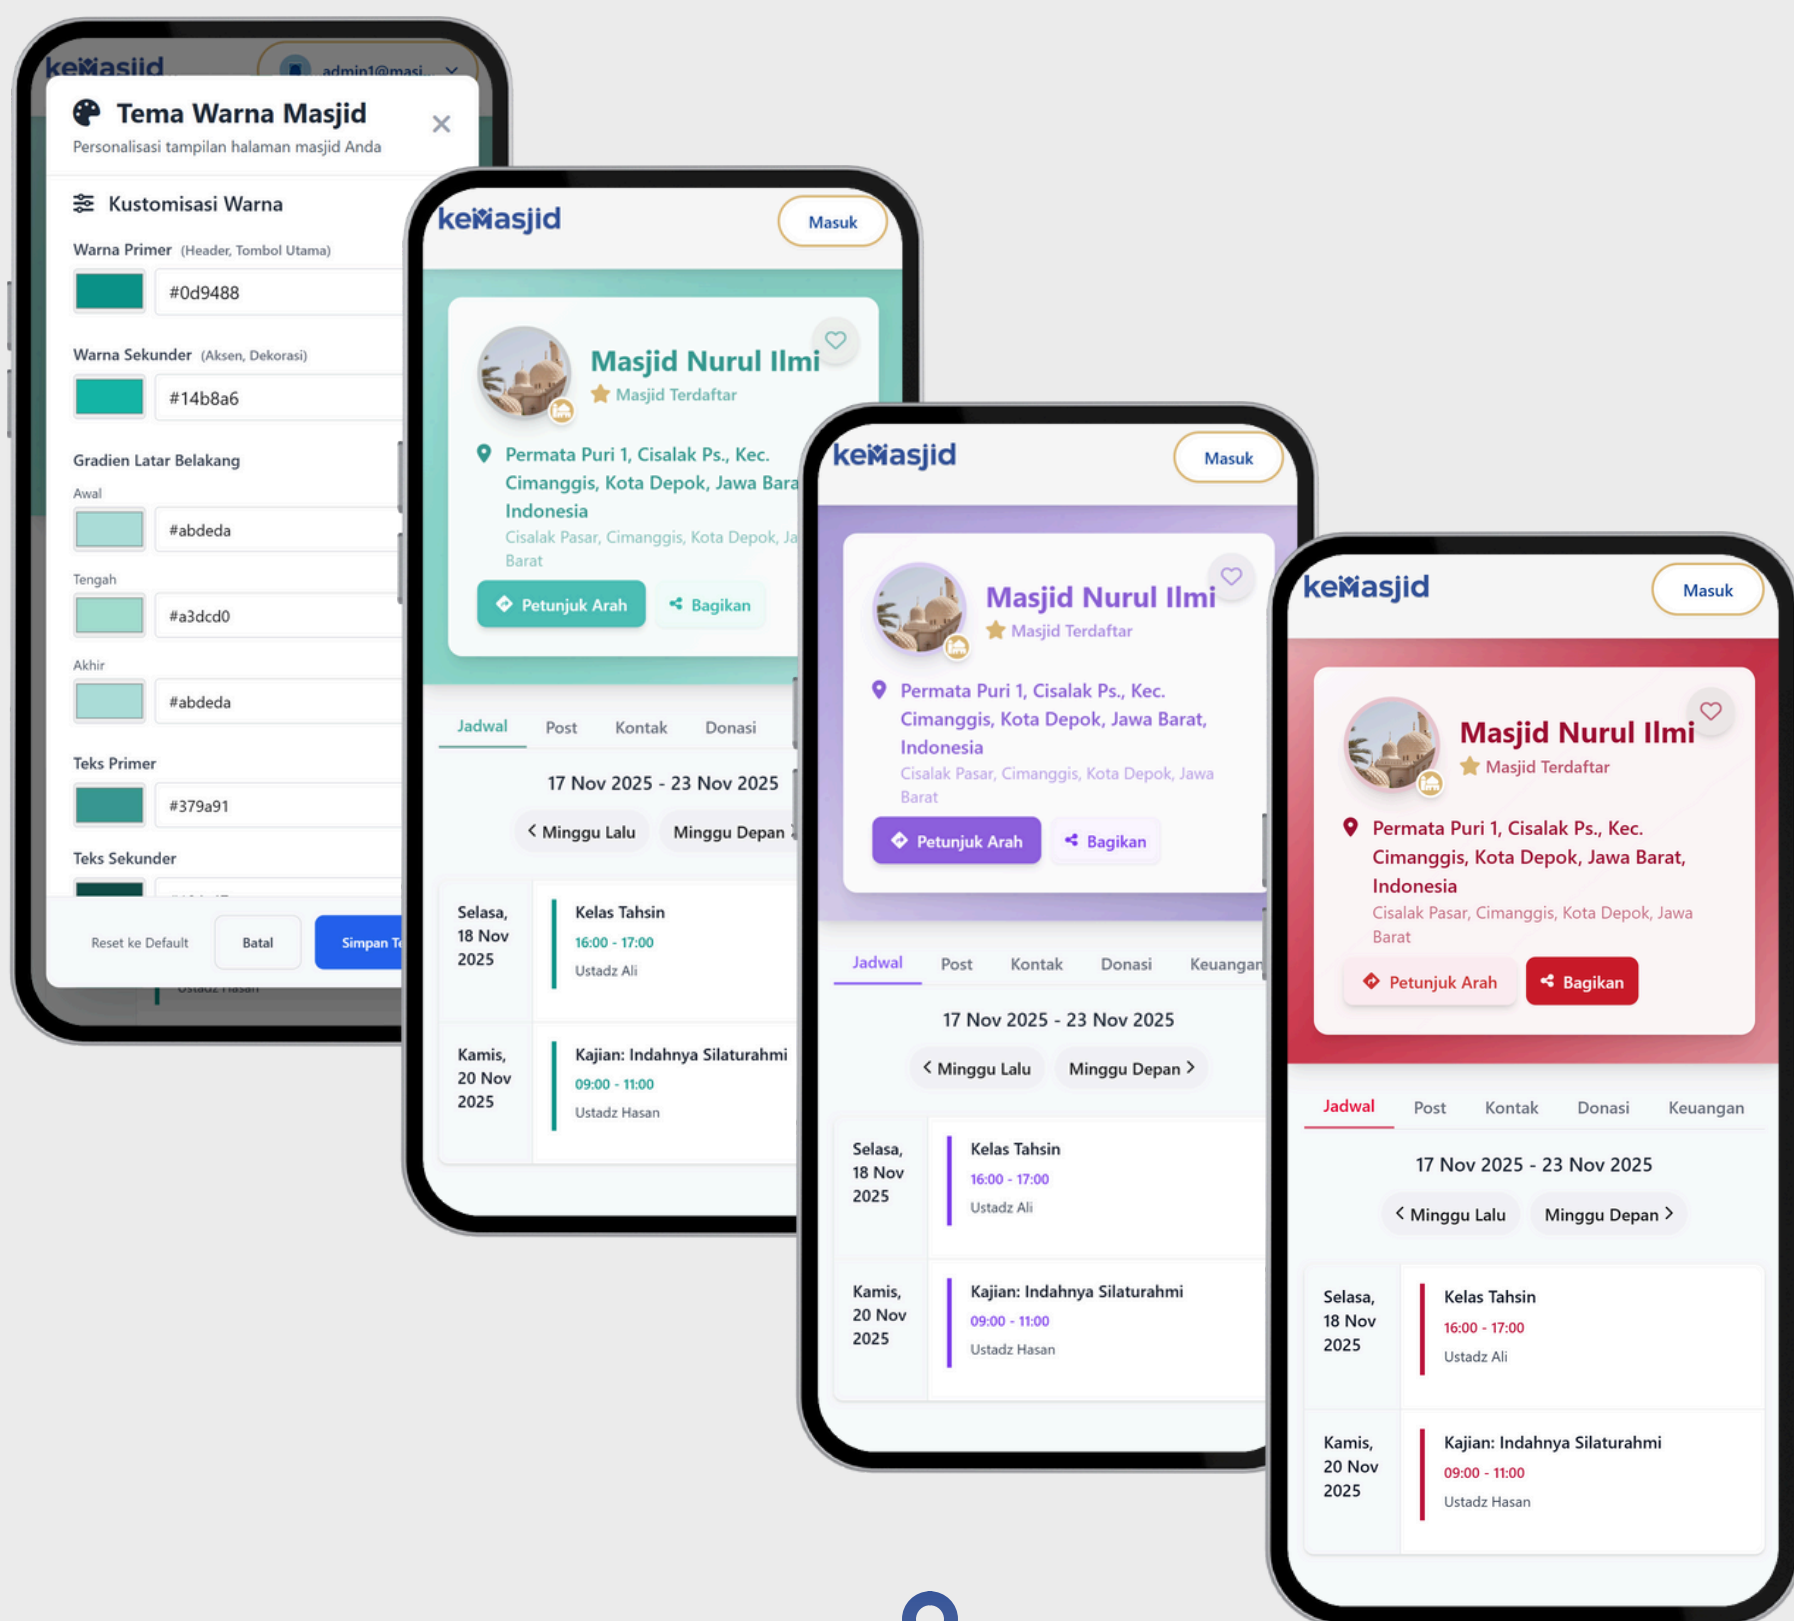 keMasjid
admin1@masj...
Tema Warna Masjid
Personalisasi tampilan halaman masjid Anda
Kustomisasi Warna
Warna Primer (Header, Tombol Utama)
#0d9488
Warna Sekunder (Aksen, Dekorasi)
#14b8a6
Gradien Latar Belakang
Awal
#abdeda
Tengah
#a3dcd0
Akhir
#abdeda
Teks Primer
#379a91
Teks Sekunder
Reset ke Default
Batal
Simpan
Ustadz Hasan
keMasjid
Masuk
Masjid Nurul Ilmi
Masjid Terdaftar
Permata Puri 1, Cisalak Ps., Kec.
Cimanggis, Kota Depok, Jawa Bara
Indonesia
Cisalak Pasar, Cimanggis, Kota Depok, Ja
Barat
Petunjuk Arah
Bagikan
Jadwal Post Kontak Donasi
17 Nov 2025 - 23 Nov 2025
Minggu Lalu Minggu Depan
Selasa,
18 Nov
2025
Kelas Tahsin
16:00 - 17:00
Ustadz Ali
Kamis,
20 Nov
2025
Kajian: Indahnya Silaturahmi
09:00 - 11:00
Ustadz Hasan
keMasjid
Masuk
Masjid Nurul Ilmi
Masjid Terdaftar
Permata Puri 1, Cisalak Ps., Kec.
Cimanggis, Kota Depok, Jawa Barat,
Indonesia
Cisalak Pasar, Cimanggis, Kota Depok, Jawa
Barat
Petunjuk Arah
Bagikan
Jadwal Post Kontak Donasi Keuangan
17 Nov 2025 - 23 Nov 2025
Minggu Lalu Minggu Depan
Selasa,
18 Nov
2025
Kelas Tahsin
16:00 - 17:00
Ustadz Ali
Kamis,
20 Nov
2025
Kajian: Indahnya Silaturahmi
09:00 - 11:00
Ustadz Hasan
keMasjid
Masuk
Masjid Nurul Ilmi
Masjid Terdaftar
Permata Puri 1, Cisalak Ps., Kec.
Cimanggis, Kota Depok, Jawa Barat,
Indonesia
Cisalak Pasar, Cimanggis, Kota Depok, Jawa
Barat
Petunjuk Arah
Bagikan
Jadwal Post Kontak Donasi Keuangan
17 Nov 2025 - 23 Nov 2025
Minggu Lalu Minggu Depan
Selasa,
18 Nov
2025
Kelas Tahsin
16:00 - 17:00
Ustadz Ali
Kamis,
20 Nov
2025
Kajian: Indahnya Silaturahmi
09:00 - 11:00
Ustadz Hasan